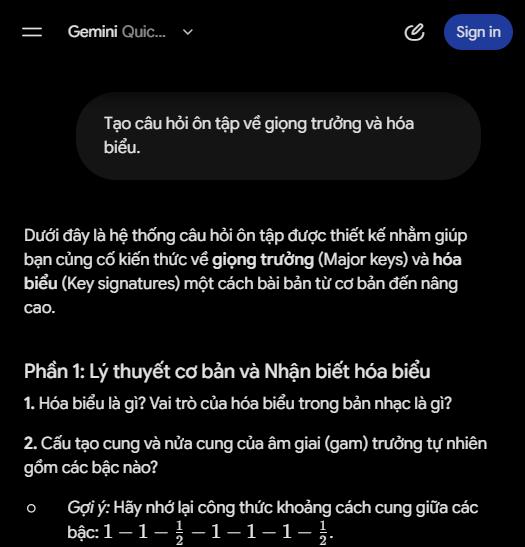 Gemini Quic...
Sign in
Tạo câu hỏi ôn tập về giọng trưởng và hóa
biểu.
Dưới đây là hệ thống câu hỏi ôn tập được thiết kế nhằm giúp
bạn củng cố kiến thức về giọng trưởng (Major keys) và hóa
biểu (Key signatures) một cách bài bản từ cơ bản đến nâng
cao.
Phần 1: Lý thuyết cơ bản và Nhận biết hóa biểu
1. Hóa biểu là gì? Vai trò của hóa biểu trong bản nhạc là gì?
2. Cấu tạo cung và nửa cung của âm giai (gam) trưởng tự nhiên
gồm các bậc nào?
Gợi ý: Hãy nhớ lại công thức khoảng cách cung giữa các
bậc: 1 – 1 – 1/2 – 1 – 1 – 1 – 1/2.